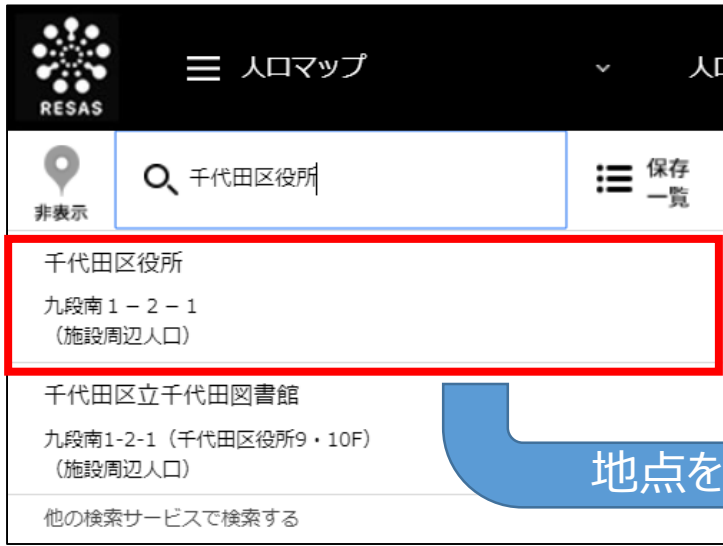 人口マップ
人口
RESAS
非表示
千代田区役所
保存
一覧
千代田区役所
九段南1－2－1
（施設周辺人口）
千代田区立千代田図書館
九段南1-2-1（千代田区役所9・10F）
（施設周辺人口）
地点を
他の検索サービスで検索する